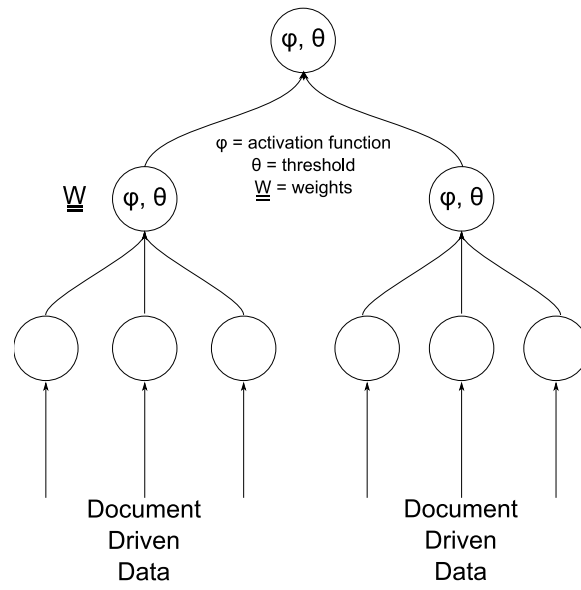 φ, θ
φ = activation function
θ = threshold
W = weights
W
φ, θ
φ, θ
Document
Driven
Data
Document
Driven
Data